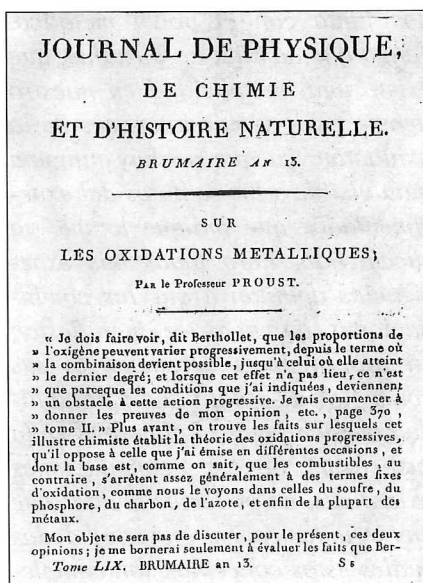 JOURNAL DE PHYSIQUE,
DE CHIMIE
ET D'HISTOIRE NATURELLE.
BRUMAIRE AN 13.
SUR
LES OXIDATIONS METALLIQUES;
PAR le Professeur PROUST.
« Je dois faire voir, dit Berthollet, que les proportions de
» l'oxigène peuvent varier progressivement, depuis le terme où
» la combinaison devient possible, jusqu'à celui où elle atteint
» le dernier degré; et lorsque cet effet n'a pas lieu, ce n'est
» que parceque les conditions que j'ai indiquées, deviennent
» un obstacle à cette action progressive. Je vais commencer à
» donner les preuves de mon opinion, etc., page 370,
» tome II. » Plus avant, on trouve les faits sur lesquels cet
illustre chimiste établit la théorie des oxidations progressives,
qu'il oppose à celle que j'ai émise en différentes occasions, et
dont la base est, comme on sait, que les combustibles, au
contraire, s'arrêtent assez généralement à des termes fixes
d'oxidation, comme nous le voyons dans celles du soufre, du
phosphore, du charbon, de l'azote, et enfin de la plupart des
métaux.
Mon objet ne sera pas de discuter, pour le présent, ces deux
opinions; je me bornerai seulement à évaluer les faits que Ber-
Tome LIX. BRUMAIRE an 13. S s